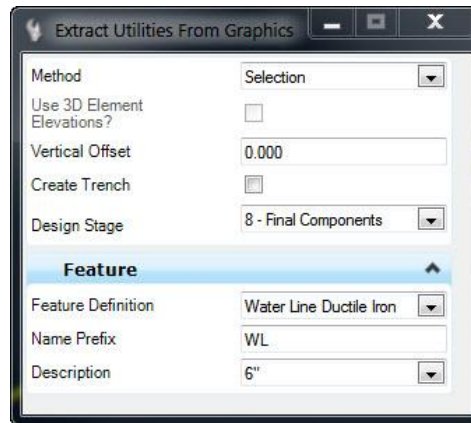 Extract Utilities From Graphics
Method Selection
Use 3D Element
Elevations?
Vertical Offset 0.000
Create Trench
Design Stage 8 - Final Components
Feature
Feature Definition Water Line Ductile Iron
Name Prefix WL
Description 6"